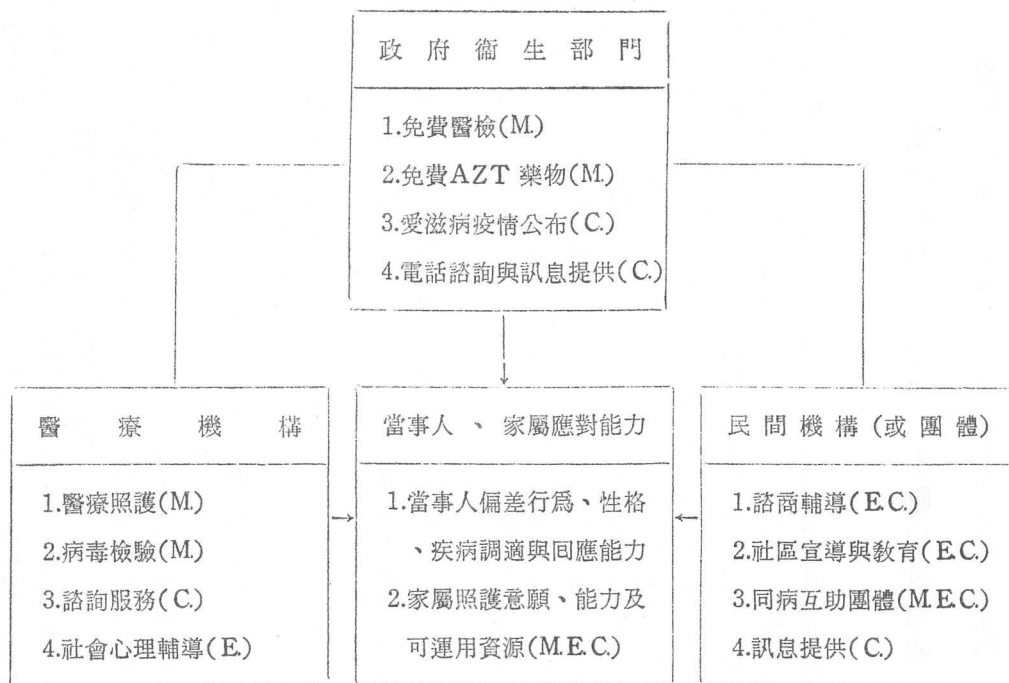 政府衞生部門
1.免費醫檢(M.)
2.免費AZT 藥物(M.)
3.愛滋病疫情公布(C.)
4.電話諮詢與訊息提供(C.)
醫療機構
1.醫療照護(M.)
2.病毒檢驗(M.)
3.諮詢服務(C.)
4.社會心理輔導(E.)
當事人、家屬應對能力
1.當事人偏差行爲、性格
、疾病調適與回應能力
2.家屬照護意願、能力及
可運用資源(M.E.C.)
民間機構(或團體)
1.諮商輔導(E.C.)
2.社區宣導與敎育(E.C.)
3.同病互助團體(M.E.C.)
4.訊息提供(C.)